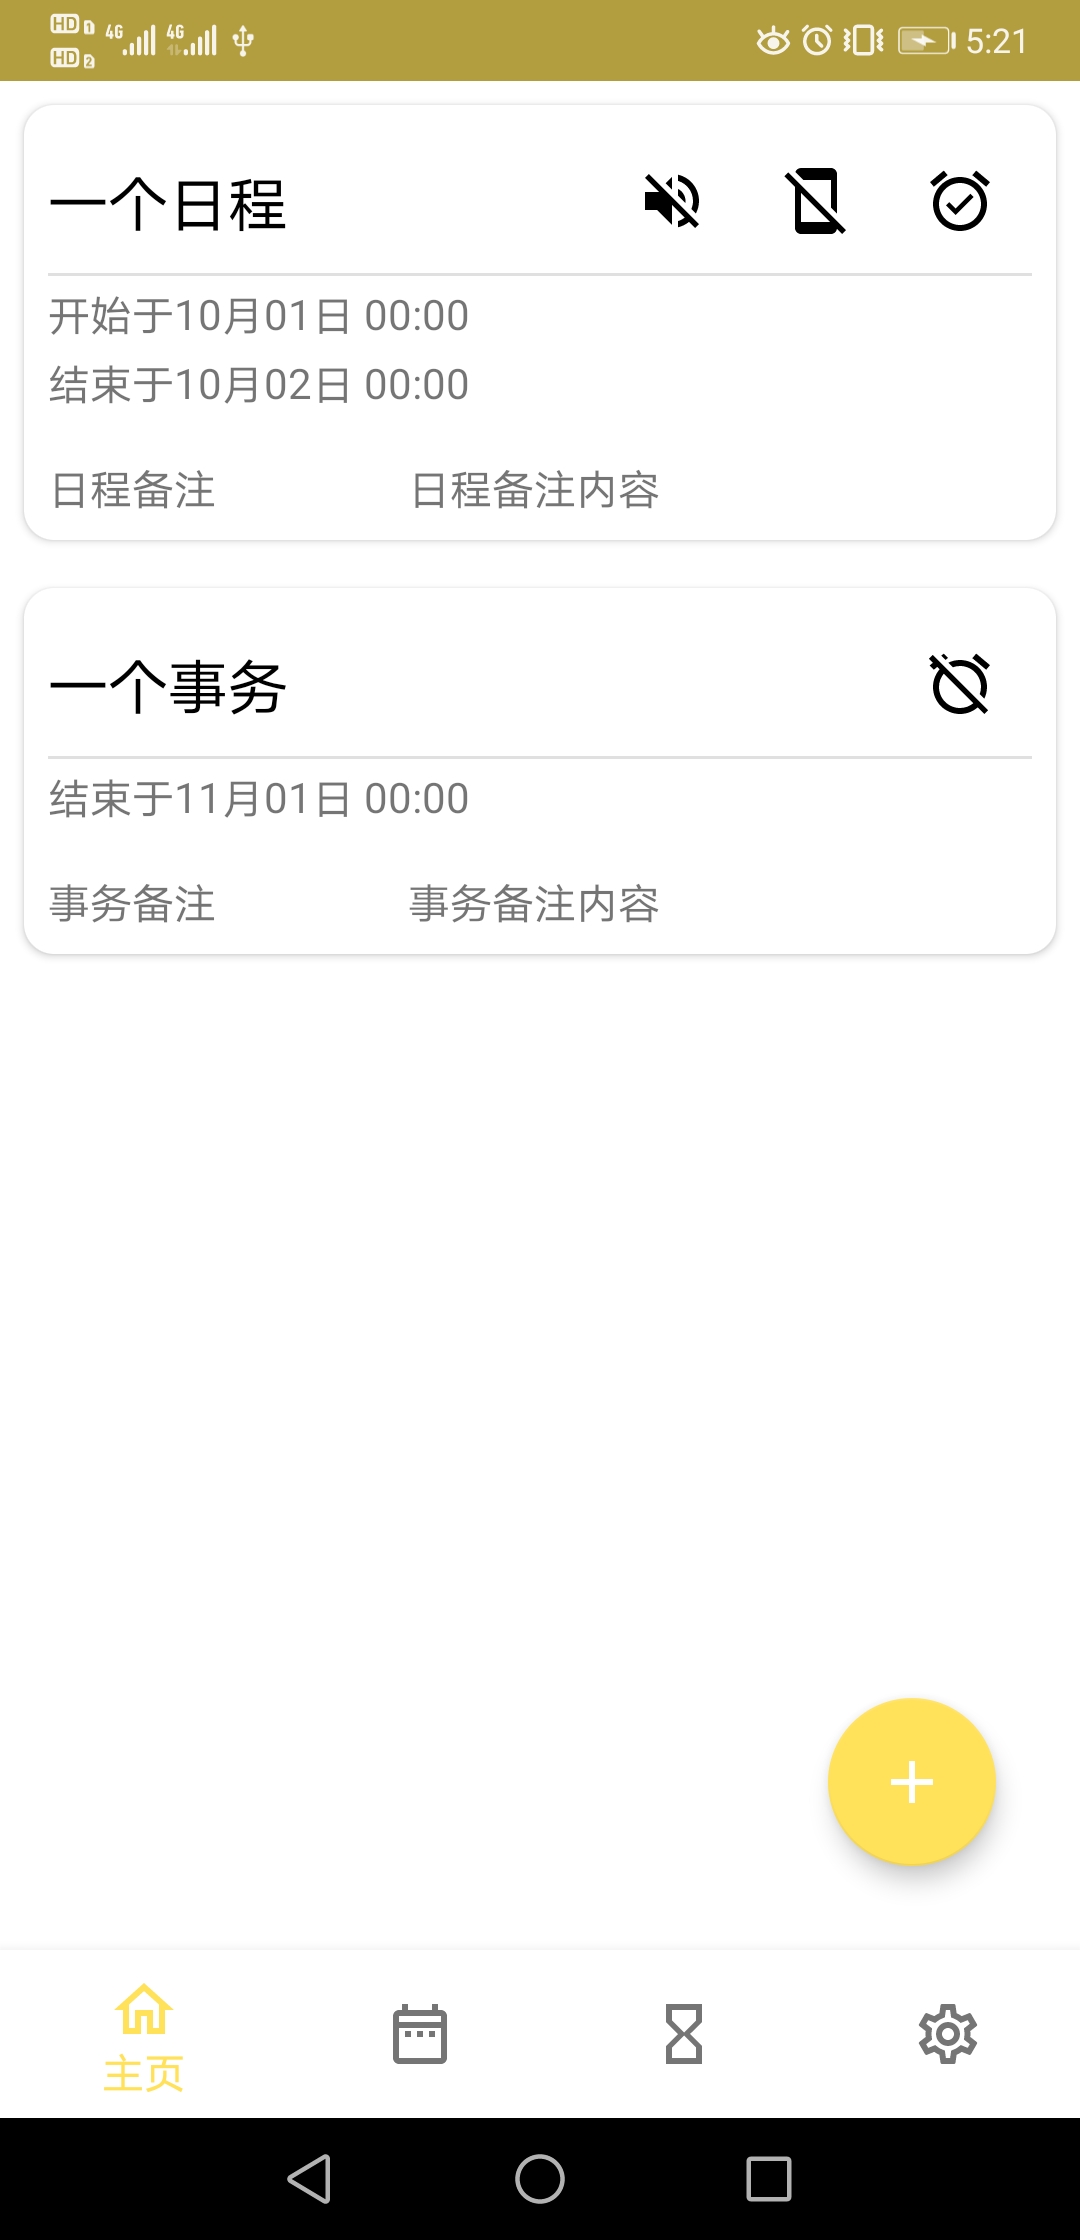 HD 1 4G 4G 5:21
HD 2
一个日程
开始于10月01日 00:00
结束于10月02日 00:00
日程备注 日程备注内容
一个事务
结束于11月01日 00:00
事务备注 事务备注内容
主页